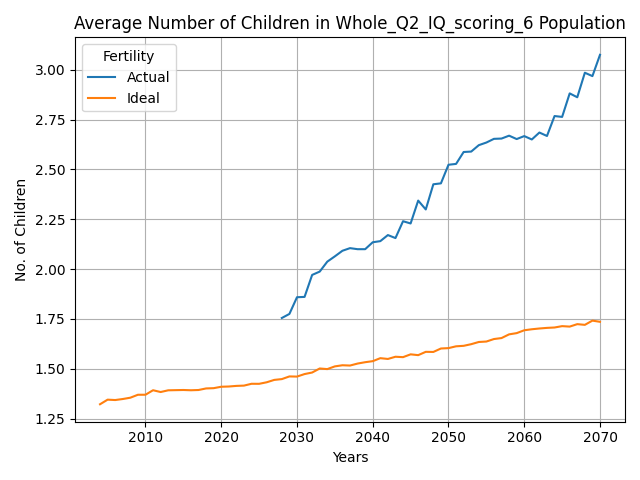 Average Number of Children in Whole_Q2_IQ_scoring_6 Population
Fertility
Actual
Ideal
No. of Children
3.00
2.75
2.50
2.25
2.00
1.75
1.50
1.25
2010 2020 2030 2040 2050 2060 2070
Years